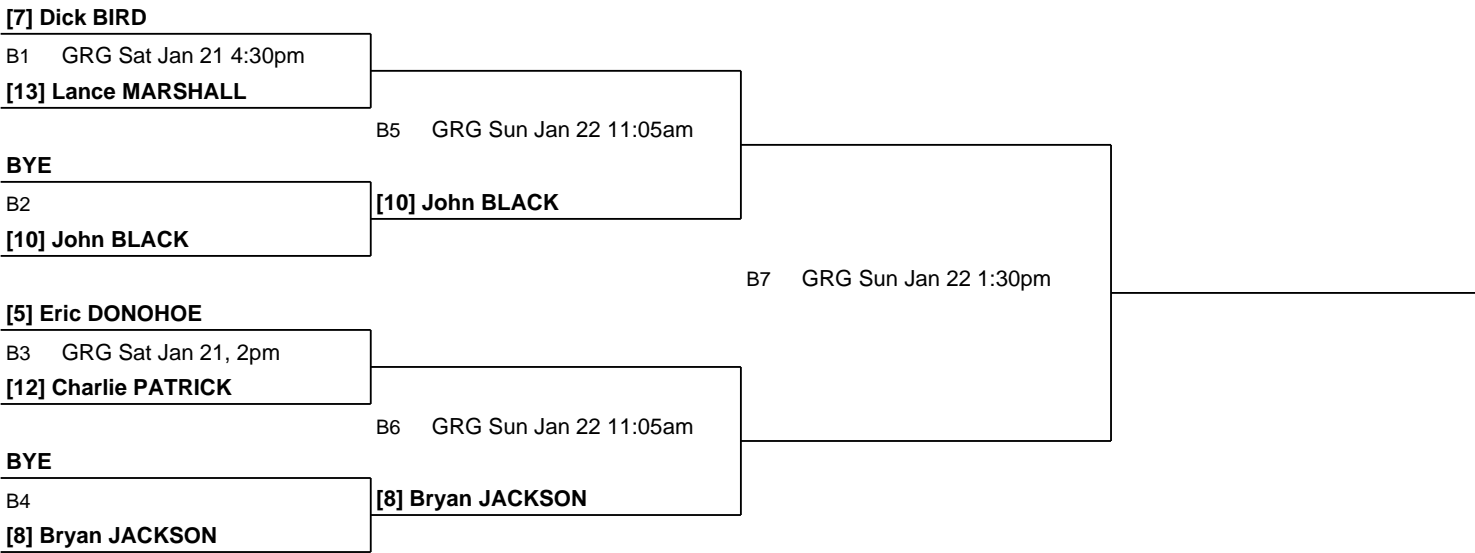 [7] Dick BIRD
B1 GRG Sat Jan 21 4:30pm
[13] Lance MARSHALL
B5 GRG Sun Jan 22 11:05am
BYE
B2
[10] John BLACK
[10] John BLACK
B7 GRG Sun Jan 22 1:30pm
[5] Eric DONOHOE
B3 GRG Sat Jan 21, 2pm
[12] Charlie PATRICK
B6 GRG Sun Jan 22 11:05am
BYE
B4
[8] Bryan JACKSON
[8] Bryan JACKSON